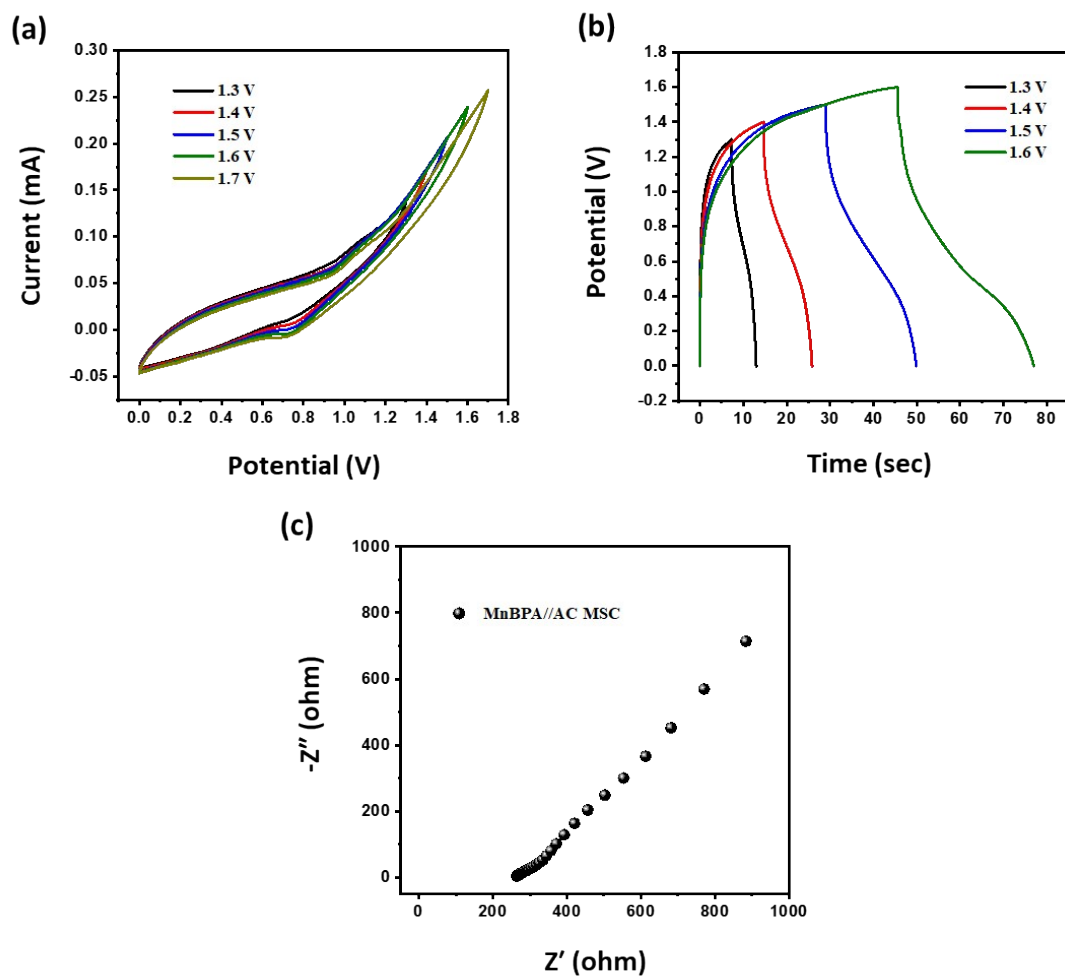 (a)
Current (mA)
0.30
0.25
0.20
0.15
0.10
0.05
0.00
-0.05
1.3 V
1.4 V
1.5 V
1.6 V
1.7 V
0.0 0.2 0.4 0.6 0.8 1.0 1.2 1.4 1.6 1.8
Potential (V)
(b)
Potential (V)
1.8
1.6
1.4
1.2
1.0
0.8
0.6
0.4
0.2
0.0
-0.2
1.3 V
1.4 V
1.5 V
1.6 V
0 10 20 30 40 50 60 70 80
Time (sec)
(c)
-Z'' (ohm)
1000
800
600
400
200
0
MnBPA//AC MSC
0 200 400 600 800 1000
Z' (ohm)